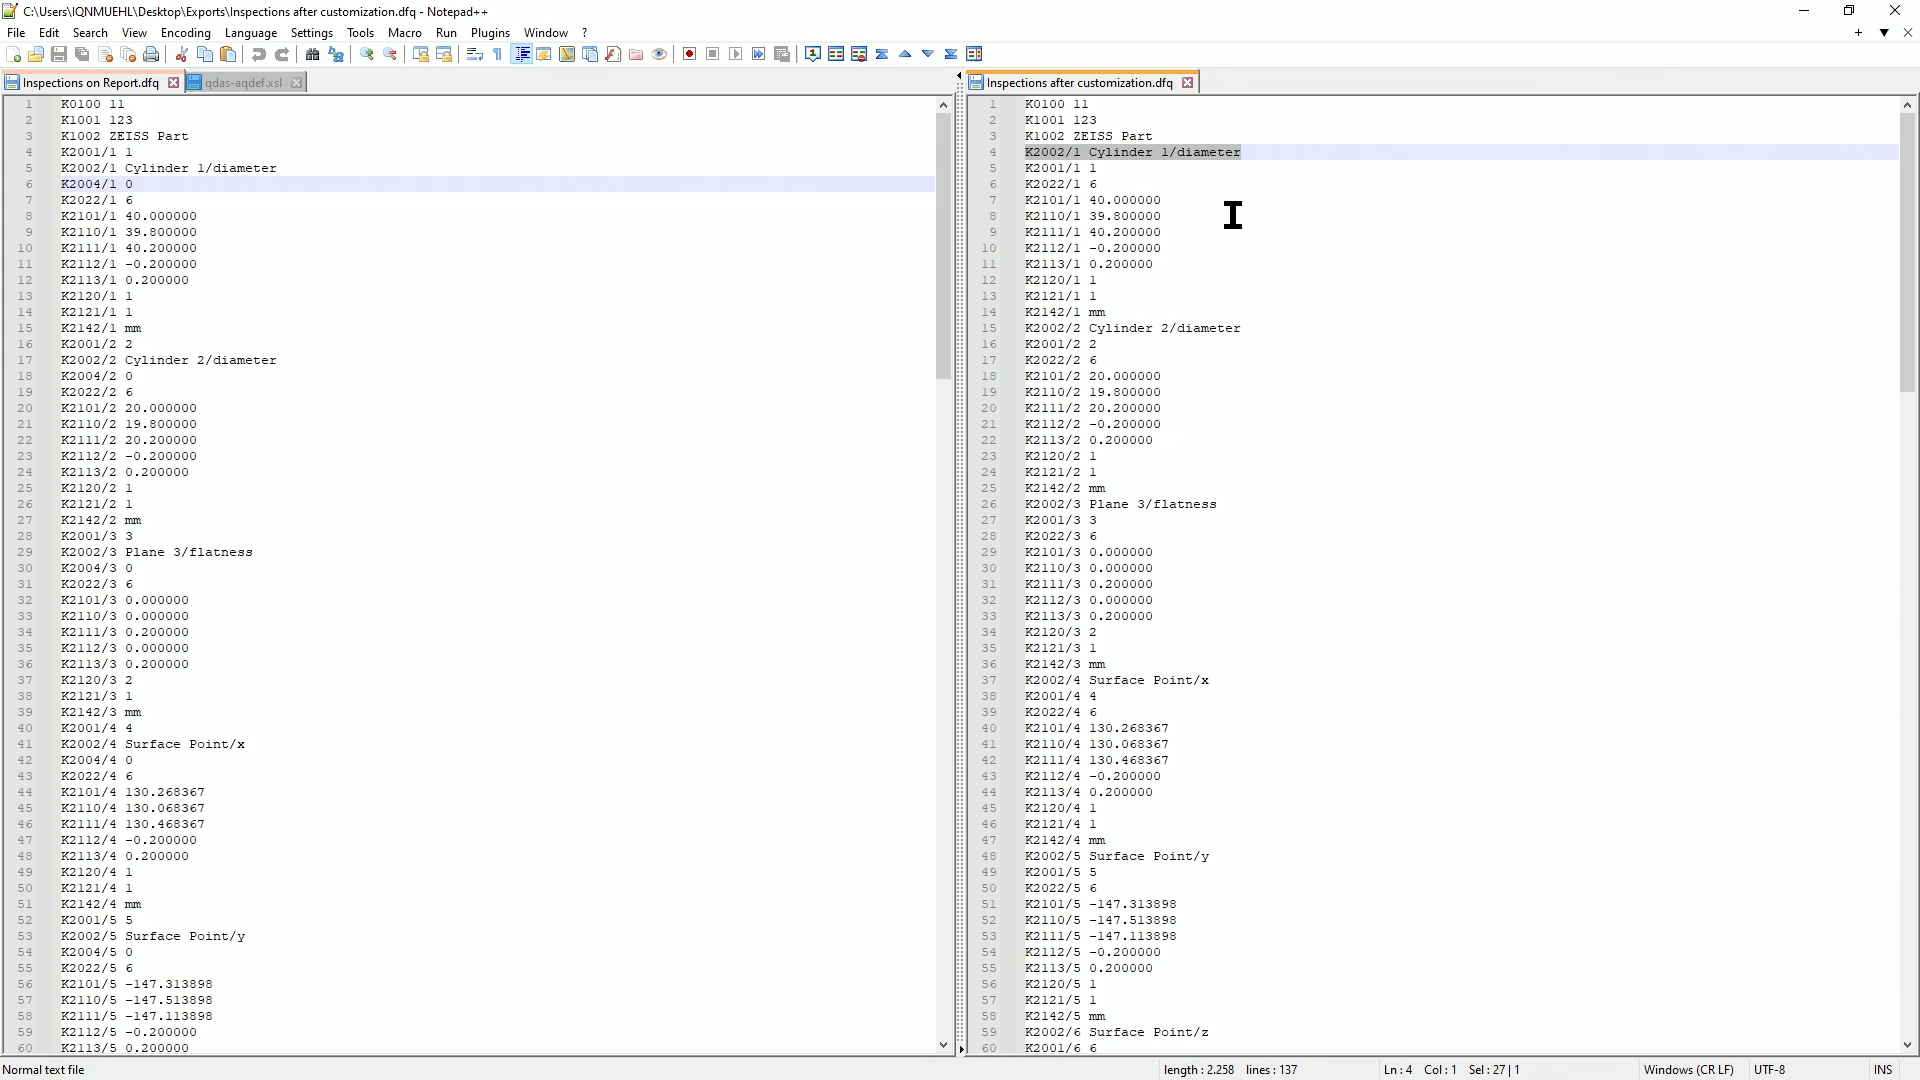 C:\Users\IQNMUEHL\Desktop\Exports\Inspections after customization.dfq - Notepad++
File Edit Search View Encoding Language Settings Tools Macro Run Plugins Window ?
Inspections on Report.dfq
qdas-aqdef.xsl
1 K0100 11
2 K1001 123
3 K1002 ZEISS Part
4 K2001/1 1
5 K2002/1 Cylinder 1/diameter
6 K2004/1 0
7 K2022/1 6
8 K2101/1 40.000000
9 K2110/1 39.800000
10 K2111/1 40.200000
11 K2112/1 -0.200000
12 K2113/1 0.200000
13 K2120/1 1
14 K2121/1 1
15 K2142/1 mm
16 K2001/2 2
17 K2002/2 Cylinder 2/diameter
18 K2004/2 0
19 K2022/2 6
20 K2101/2 20.000000
21 K2110/2 19.800000
22 K2111/2 20.200000
23 K2112/2 -0.200000
24 K2113/2 0.200000
25 K2120/2 1
26 K2121/2 1
27 K2142/2 mm
28 K2001/3 3
29 K2002/3 Plane 3/flatness
30 K2004/3 0
31 K2022/3 6
32 K2101/3 0.000000
33 K2110/3 0.000000
34 K2111/3 0.200000
35 K2112/3 0.000000
36 K2113/3 0.200000
37 K2120/3 2
38 K2121/3 1
39 K2142/3 mm
40 K2001/4 4
41 K2002/4 Surface Point/x
42 K2004/4 0
43 K2022/4 6
44 K2101/4 130.268367
45 K2110/4 130.068367
46 K2111/4 130.468367
47 K2112/4 -0.200000
48 K2113/4 0.200000
49 K2120/4 1
50 K2121/4 1
51 K2142/4 mm
52 K2001/5 5
53 K2002/5 Surface Point/y
54 K2004/5 0
55 K2022/5 6
56 K2101/5 -147.313898
57 K2110/5 -147.513898
58 K2111/5 -147.113898
59 K2112/5 -0.200000
60 K2113/5 0.200000
Inspections after customization.dfq
1 K0100 11
2 K1001 123
3 K1002 ZEISS Part
4 K2002/1 Cylinder 1/diameter
5 K2001/1 1
6 K2022/1 6
7 K2101/1 40.000000
8 K2110/1 39.800000
9 K2111/1 40.200000
10 K2112/1 -0.200000
11 K2113/1 0.200000
12 K2120/1 1
13 K2121/1 1
14 K2142/1 mm
15 K2002/2 Cylinder 2/diameter
16 K2001/2 2
17 K2022/2 6
18 K2101/2 20.000000
19 K2110/2 19.800000
20 K2111/2 20.200000
21 K2112/2 -0.200000
22 K2113/2 0.200000
23 K2120/2 1
24 K2121/2 1
25 K2142/2 mm
26 K2002/3 Plane 3/flatness
27 K2001/3 3
28 K2022/3 6
29 K2101/3 0.000000
30 K2110/3 0.000000
31 K2111/3 0.200000
32 K2112/3 0.000000
33 K2113/3 0.200000
34 K2120/3 2
35 K2121/3 1
36 K2142/3 mm
37 K2002/4 Surface Point/x
38 K2001/4 4
39 K2022/4 6
40 K2101/4 130.268367
41 K2110/4 130.068367
42 K2111/4 130.468367
43 K2112/4 -0.200000
44 K2113/4 0.200000
45 K2120/4 1
46 K2121/4 1
47 K2142/4 mm
48 K2002/5 Surface Point/y
49 K2001/5 5
50 K2022/5 6
51 K2101/5 -147.313898
52 K2110/5 -147.513898
53 K2111/5 -147.113898
54 K2112/5 -0.200000
55 K2113/5 0.200000
56 K2120/5 1
57 K2121/5 1
58 K2142/5 mm
59 K2002/6 Surface Point/z
60 K2001/6 6
Normal text file length : 2.258 lines : 137 Ln : 4 Col : 1 Sel : 27 | 1 Windows (CR LF) UTF-8 INS